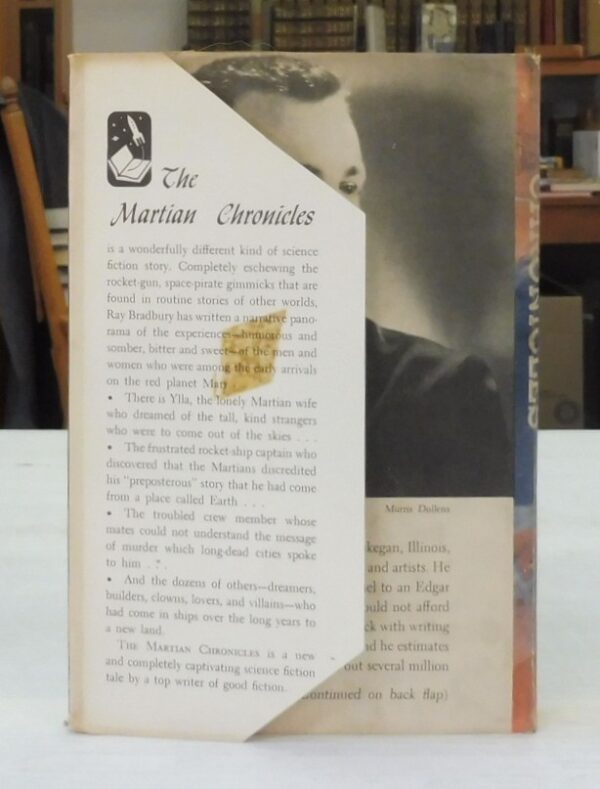 The
Martian Chronicles
is a wonderfully different kind of science
fiction story. Completely eschewing the
rocket-gun, space-pirate gimmicks that are
found in routine stories of other worlds,
Ray Bradbury has written a narrative pano-
rama of the experiences—humorous and
somber, bitter and sweet—of the men and
women who were among the early arrivals
on the red planet Mars.
• There is Ylla, the lonely Martian wife
who dreamed of the tall, kind strangers
who were to come out of the skies . . .
• The frustrated rocket-ship captain who
discovered that the Martians discredited
his "preposterous" story that he had come
from a place called Earth . . .
• The troubled crew member whose
mates could not understand the message
of murder which long-dead cities spoke
to him . . .
• And the dozens of others—dreamers,
builders, clowns, lovers, and villains—who
had come in ships over the long years to
a new land.
THE MARTIAN CHRONICLES is a new
and completely captivating science fiction
tale by a top writer of good fiction.
Morris Dollens
kegan, Illinois,
and artists. He
el to an Edgar
ould not afford
ck with writing
nd he estimates
out several million
ontinued on back flap)
CHRONICLES